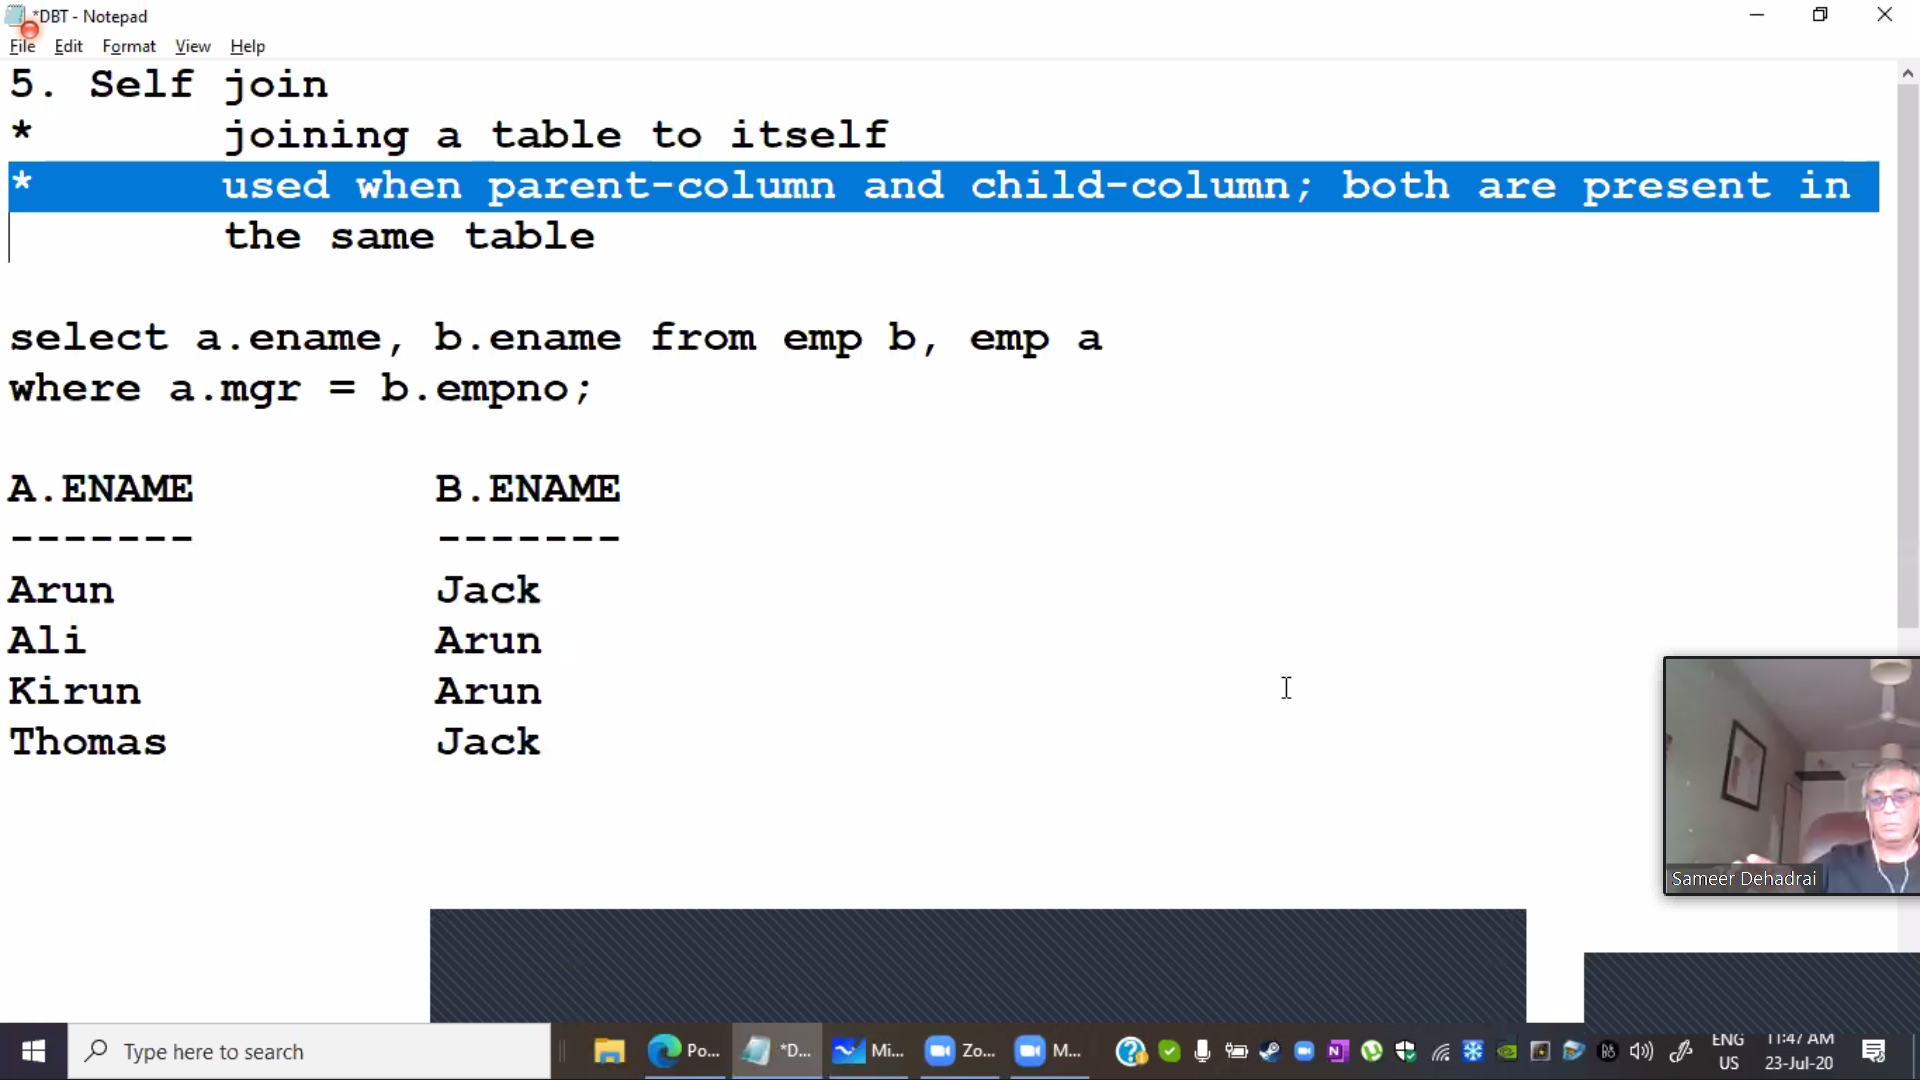 *DBT - Notepad
File Edit Format View Help
5. Self join
* joining a table to itself
* used when parent-column and child-column; both are present in
the same table
select a.ename, b.ename from emp b, emp a
where a.mgr = b.empno;
A.ENAME B.ENAME
------- -------
Arun Jack
Ali Arun
Kirun Arun
Thomas Jack
Sameer Dehadrai
Type here to search
Po...
*D...
Mi...
Zo...
M...
ENG
US
11:47 AM
23-Jul-20